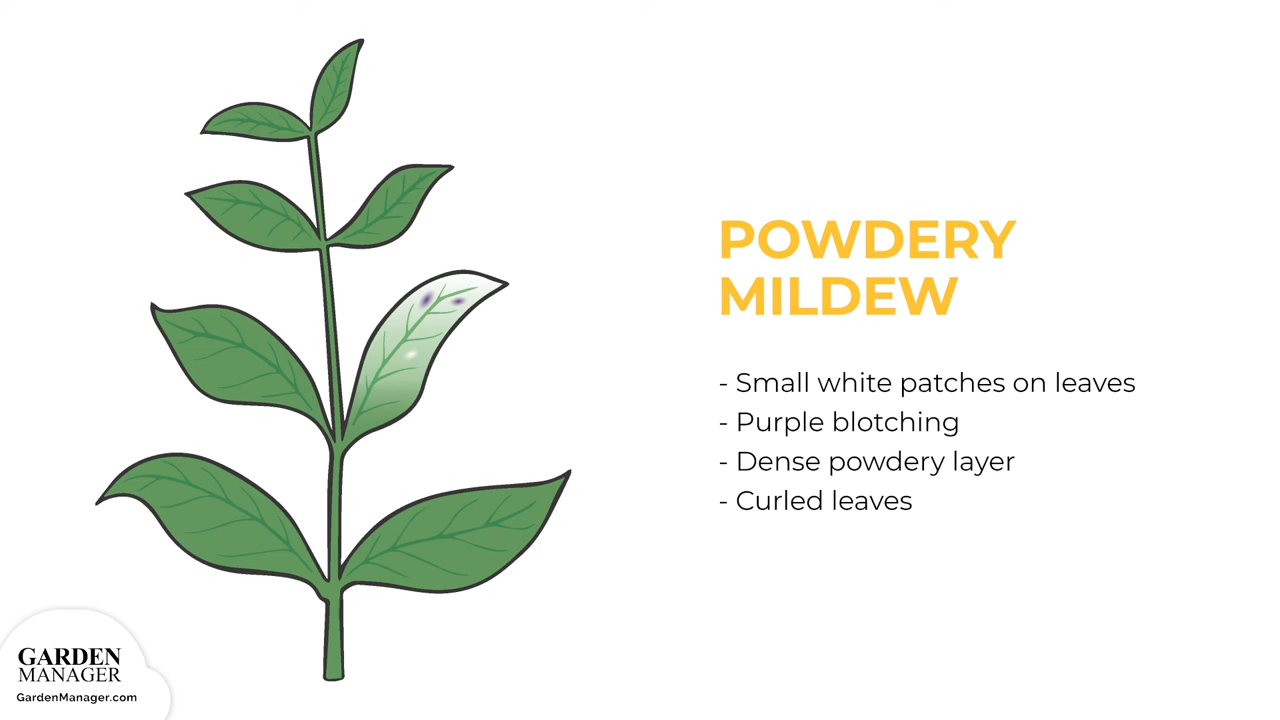 POWDERY
MILDEW
- Small white patches on leaves
- Purple blotching
- Dense powdery layer
- Curled leaves
GARDEN
MANAGER
GardenManager.com